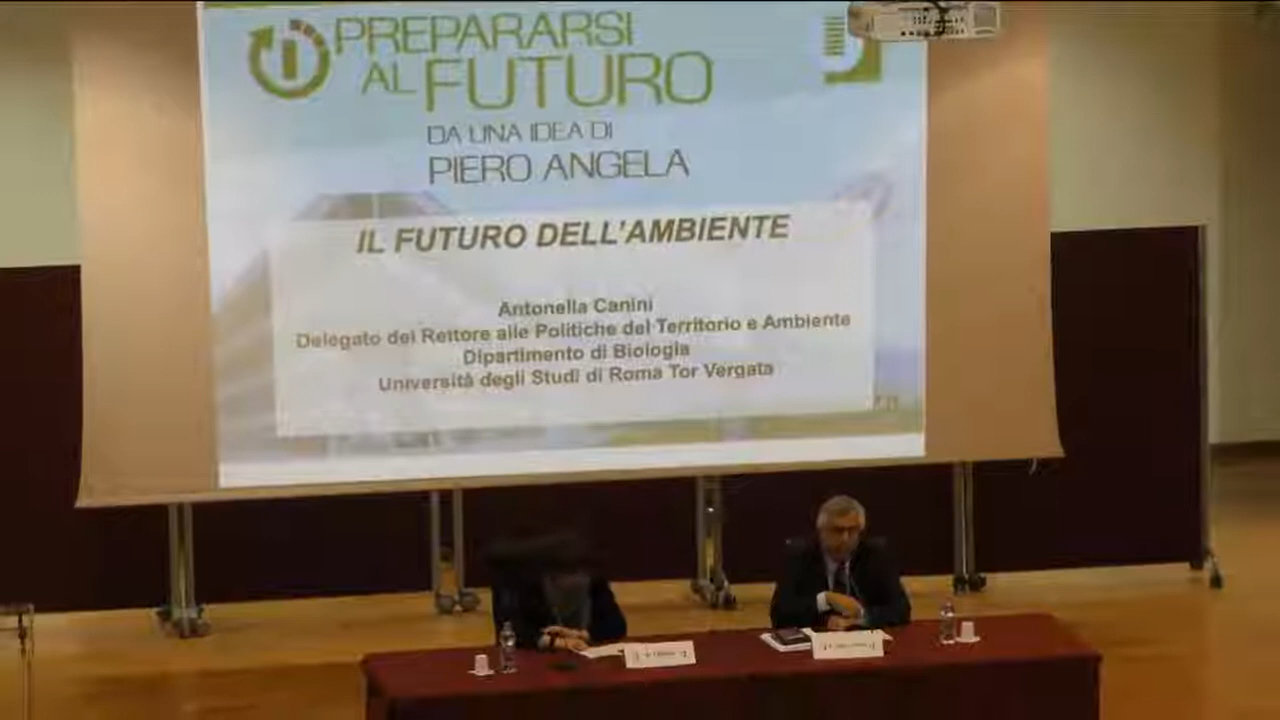 PREPARARSI
AL FUTURO
DA UNA IDEA DI
PIERO ANGELA
IL FUTURO DELL'AMBIENTE
Antonella Canini
Delegato del Rettore alle Politiche del Territorio e Ambiente
Dipartimento di Biologia
Università degli Studi di Roma Tor Vergata